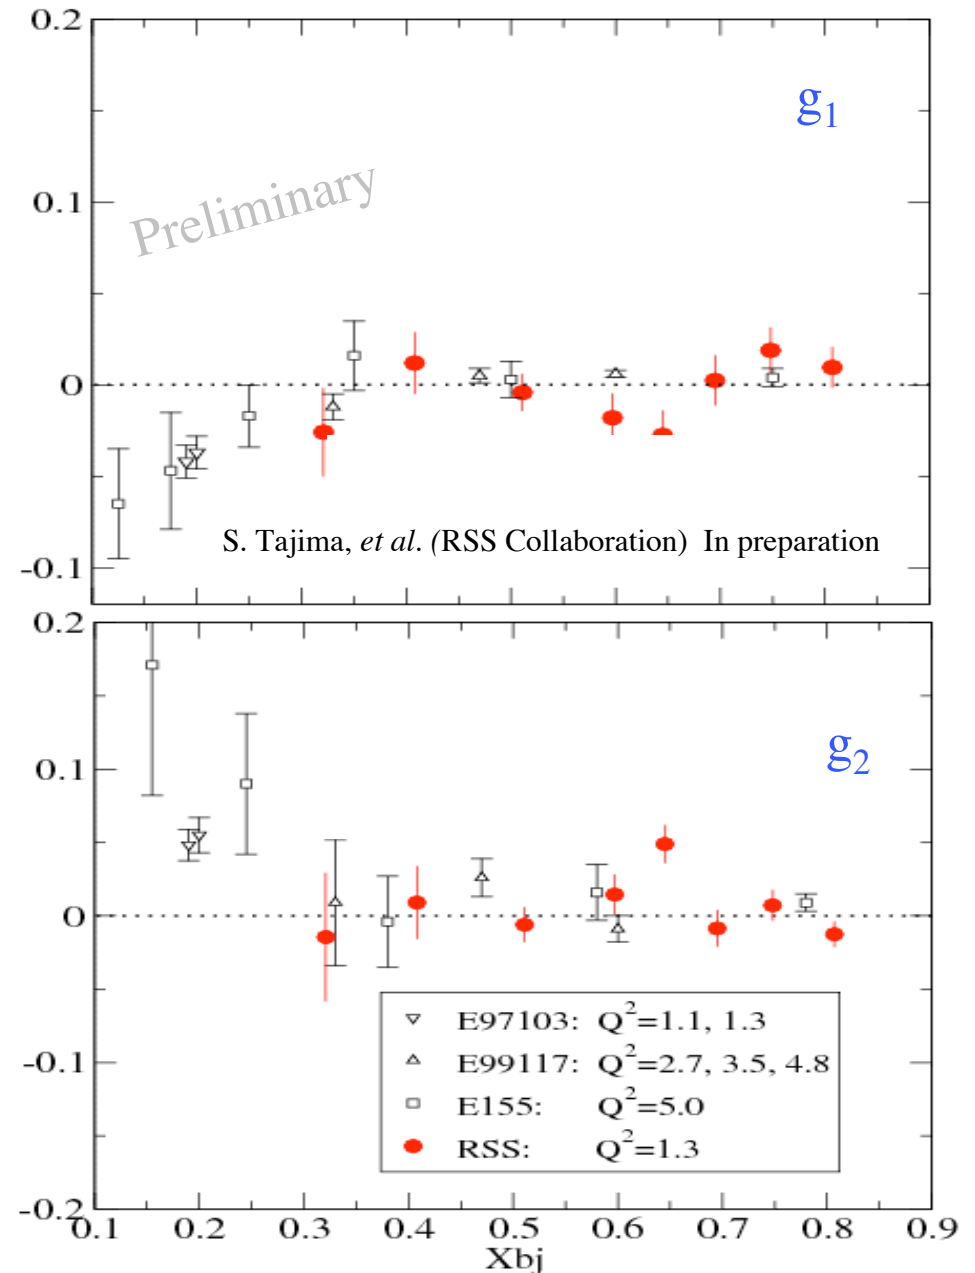 0.2
g1
Preliminary
0.1
0
S. Tajima, et al. (RSS Collaboration) In preparation
-0.1
0.2
g2
0.1
0
E97103: Q²=1.1, 1.3
E99117: Q²=2.7, 3.5, 4.8
-0.1
E155: Q²=5.0
RSS: Q²=1.3
-0.2
0.1 0.2 0.3 0.4 0.5 0.6 0.7 0.8 0.9
Xbj